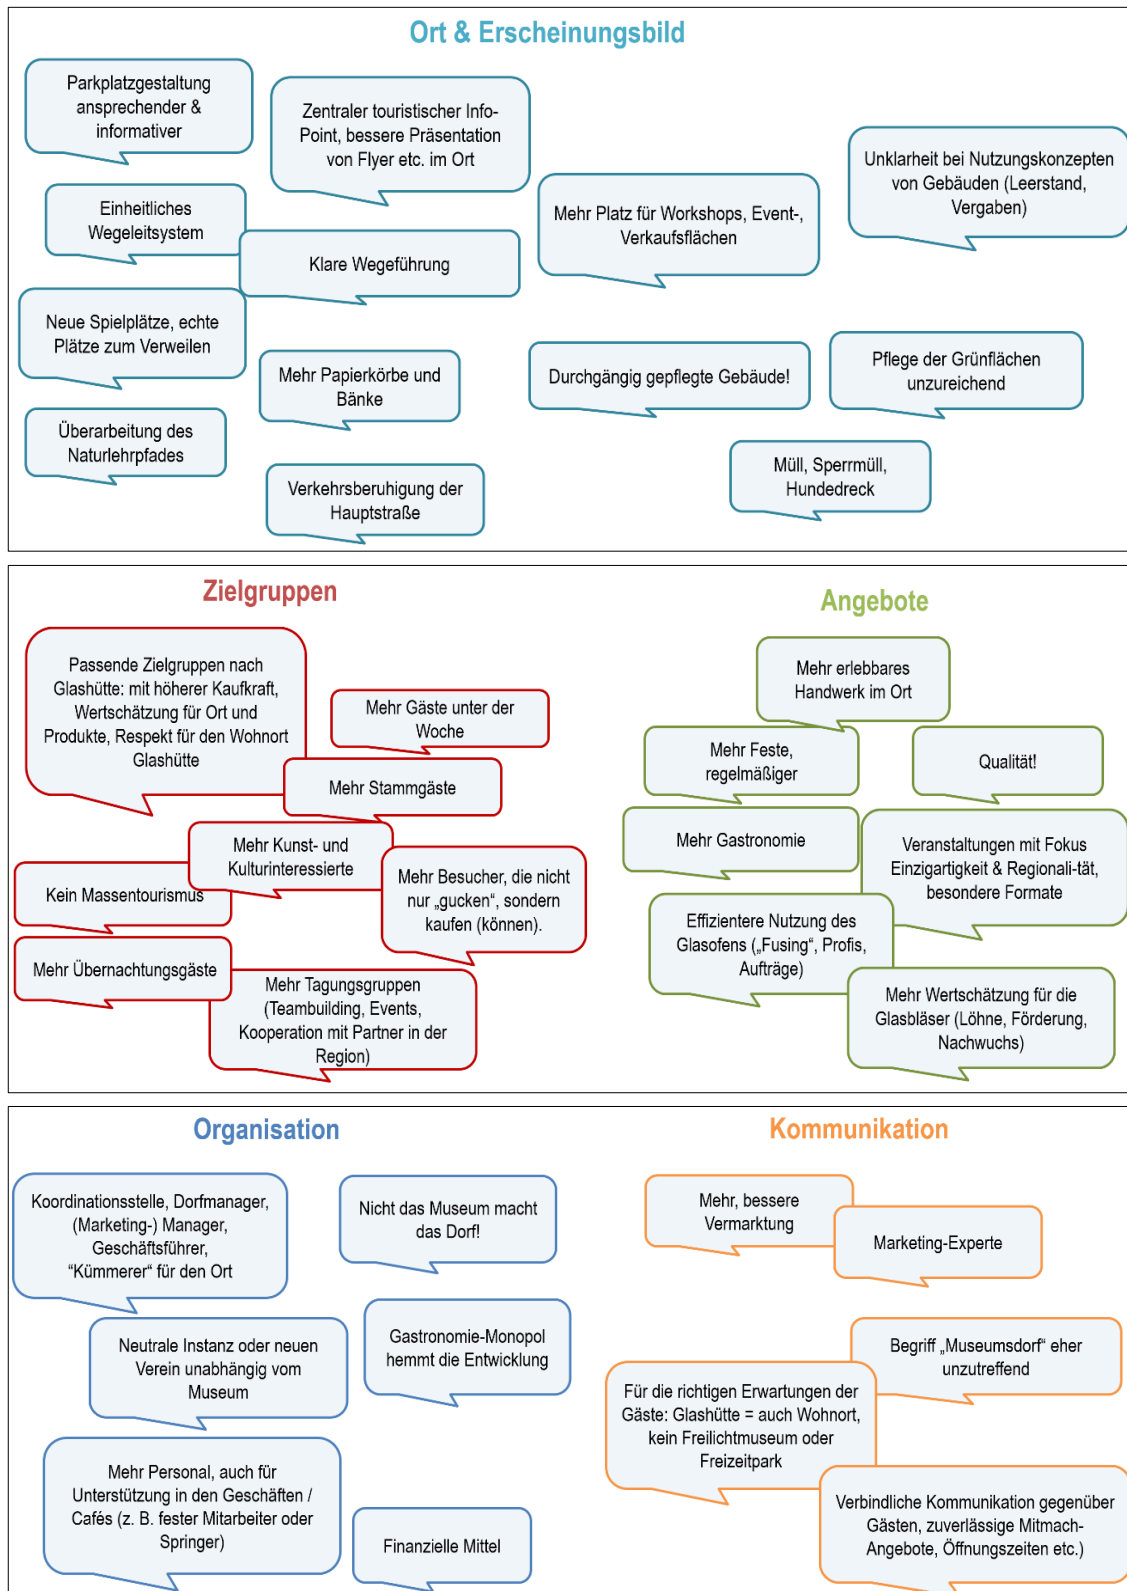 Ort & Erscheinungsbild
Parkplatzgestaltung
ansprechender &
informativer
Zentraler touristischer Info-
Point, bessere Präsentation
von Flyer etc. im Ort
Unklarheit bei Nutzungskonzepten
von Gebäuden (Leerstand,
Vergaben)
Einheitliches
Wegeleitsystem
Mehr Platz für Workshops, Event-,
Verkaufsflächen
Klare Wegeführung
Neue Spielplätze, echte
Plätze zum Verweilen
Mehr Papierkörbe und
Bänke
Durchgängig gepflegte Gebäude!
Pflege der Grünflächen
unzureichend
Überarbeitung des
Naturlehrpfades
Verkehrsberuhigung der
Hauptstraße
Müll, Sperrmüll,
Hundedreck
Zielgruppen
Passende Zielgruppen nach
Glashütte: mit höherer Kaufkraft,
Wertschätzung für Ort und
Produkte, Respekt für den Wohnort
Glashütte
Mehr Gäste unter der
Woche
Mehr Stammgäste
Mehr Kunst- und
Kulturinteressierte
Kein Massentourismus
Mehr Besucher, die nicht
nur „gucken“, sondern
kaufen (können).
Mehr Übernachtungsgäste
Mehr Tagungsgruppen
(Teambuilding, Events,
Kooperation mit Partner in der
Region)
Angebote
Mehr erlebbares
Handwerk im Ort
Mehr Feste,
regelmäßiger
Qualität!
Mehr Gastronomie
Veranstaltungen mit Fokus
Einzigartigkeit & Regionali-tät,
besondere Formate
Effizientere Nutzung des
Glasofens („Fusing“, Profis,
Aufträge)
Mehr Wertschätzung für die
Glasbläser (Löhne, Förderung,
Nachwuchs)
Organisation
Koordinationsstelle, Dorfmanager,
(Marketing-) Manager,
Geschäftsführer,
“Kümmerer“ für den Ort
Nicht das Museum macht
das Dorf!
Neutrale Instanz oder neuen
Verein unabhängig vom
Museum
Gastronomie-Monopol
hemmt die Entwicklung
Mehr Personal, auch für
Unterstützung in den Geschäften /
Cafés (z. B. fester Mitarbeiter oder
Springer)
Finanzielle Mittel
Kommunikation
Mehr, bessere
Vermarktung
Marketing-Experte
Begriff „Museumsdorf“ eher
unzutreffend
Für die richtigen Erwartungen der
Gäste: Glashütte = auch Wohnort,
kein Freilichtmuseum oder
Freizeitpark
Verbindliche Kommunikation gegenüber
Gästen, zuverlässige Mitmach-
Angebote, Öffnungszeiten etc.)